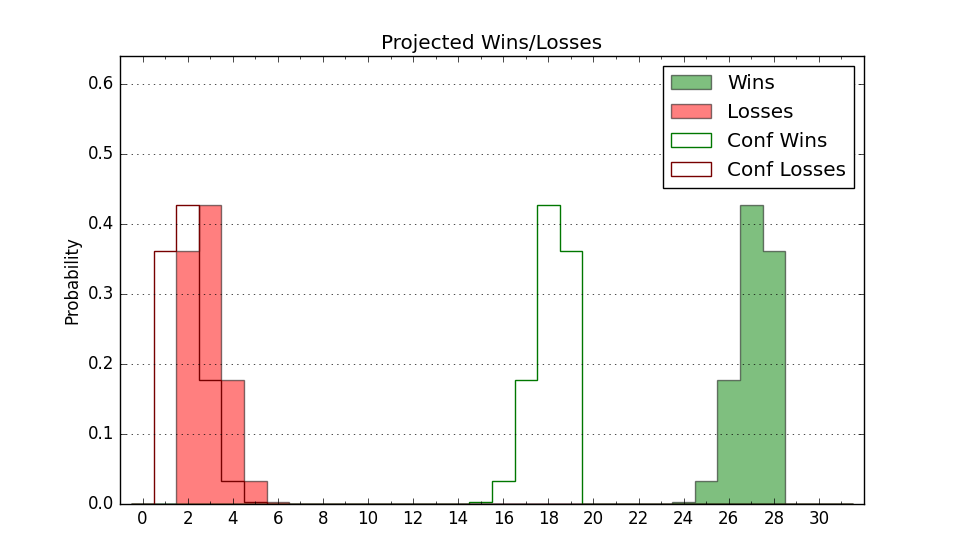 Projected Wins/Losses
0.6
0.5
0.4
0.3
0.2
0.1
0.0
Probability
Wins
Losses
Conf Wins
Conf Losses
0 2 4 6 8 10 12 14 16 18 20 22 24 26 28 30